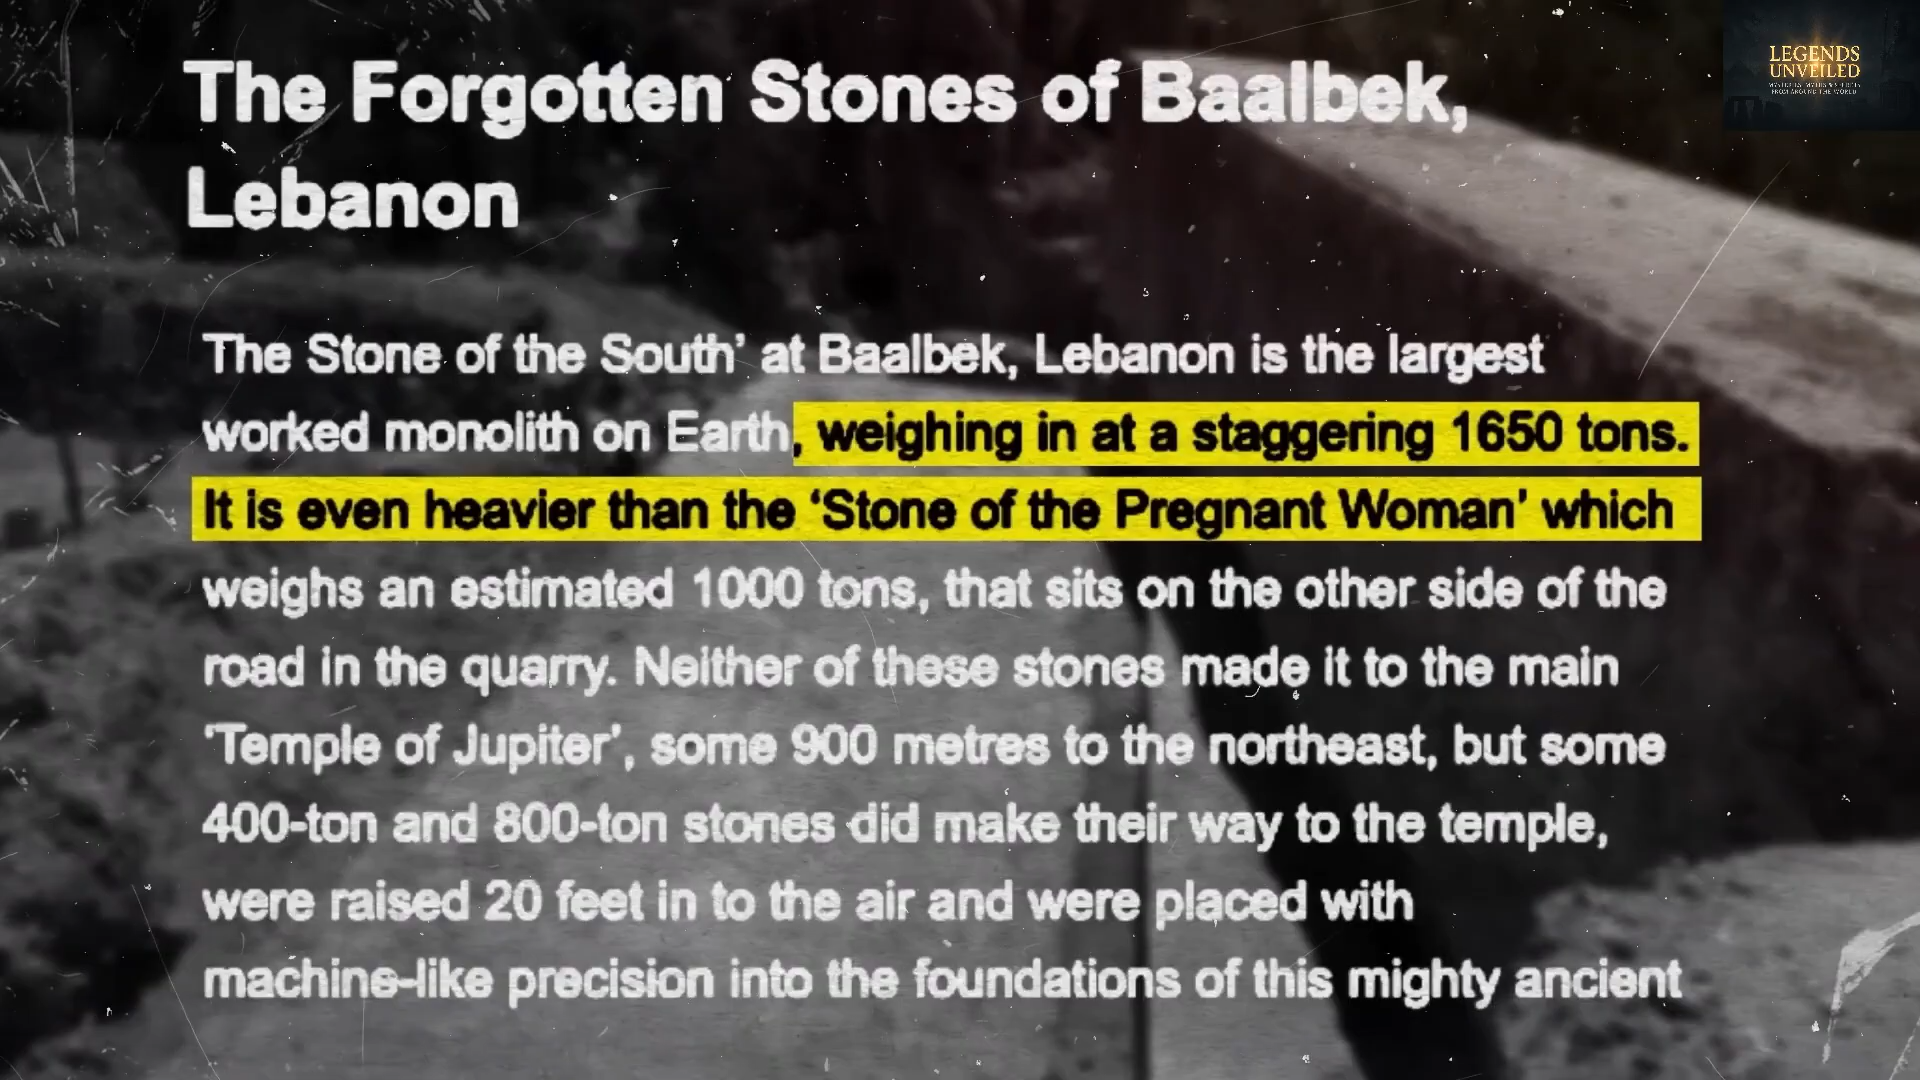 The Forgotten Stones of Baalbek,
Lebanon
LEGENDS
UNVEILED
FROM AROUND THE WORLD
The Stone of the South’ at Baalbek, Lebanon is the largest
worked monolith on Earth, weighing in at a staggering 1650 tons.
It is even heavier than the ‘Stone of the Pregnant Woman’ which
weighs an estimated 1000 tons, that sits on the other side of the
road in the quarry. Neither of these stones made it to the main
‘Temple of Jupiter’, some 900 metres to the northeast, but some
400-ton and 800-ton stones did make their way to the temple,
were raised 20 feet in to the air and were placed with
machine-like precision into the foundations of this mighty ancient